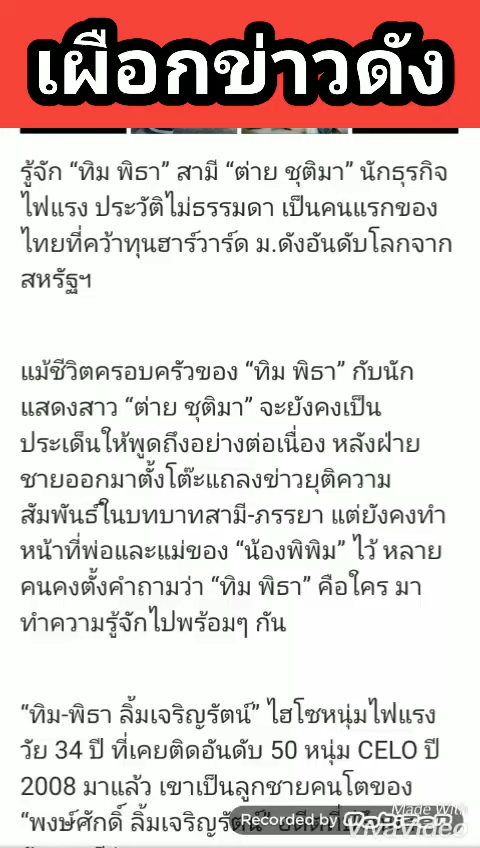 เผือกข่าวดัง
รู้จัก “ทิม พิธา” สามี “ต่าย ชุติมา” นักธุรกิจ
ไฟแรง ประวัติไม่ธรรมดา เป็นคนแรกของ
ไทยที่คว้าทุนฮาร์วาร์ด ม.ดังอันดับโลกจาก
สหรัฐฯ
แม้ชีวิตครอบครัวของ “ทิม พิธา” กับนัก
แสดงสาว “ต่าย ชุติมา” จะยังคงเป็น
ประเด็นให้พูดถึงอย่างต่อเนื่อง หลังฝ่าย
ชายออกมาตั้งโต๊ะแถลงข่าวยุติความ
สัมพันธ์ในบทบาทสามี-ภรรยา แต่ยังคงทำ
หน้าที่พ่อและแม่ของ “น้องพิพิม” ไว้ หลาย
คนคงตั้งคำถามว่า “ทิม พิธา” คือใคร มา
ทำความรู้จักไปพร้อมๆ กัน
“ทิม-พิธา ลิ้มเจริญรัตน์” ไฮโซหนุ่มไฟแรง
วัย 34 ปี ที่เคยติดอันดับ 50 หนุ่ม CELO ปี
2008 มาแล้ว เขาเป็นลูกชายคนโตของ
“พงษ์ศักดิ์ ลิ้มเจริญรัตน์”
Recorded by
Made With
VivaVideo